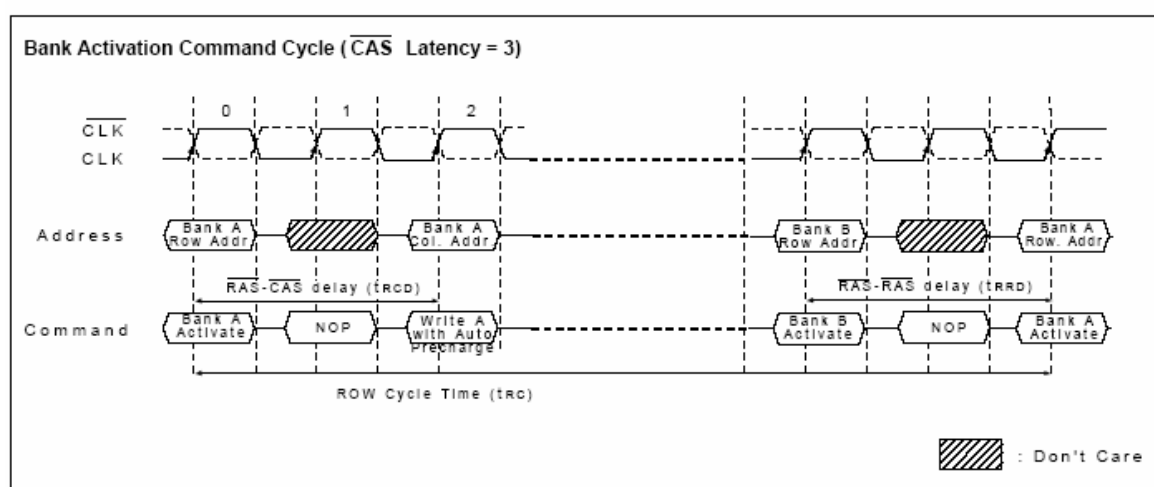 Bank Activation Command Cycle ( CAS Latency = 3)
0 1 2
CLK
CLK
Address
Bank A
Row Addr
Bank A
Col. Addr
Bank B
Row Addr
Bank A
Row. Addr
RAS-CAS delay (tRCD)
RAS-RAS delay (tRRD)
Command
Bank A
Activate
NOP
Write A
with Auto
Precharge
Bank B
Activate
NOP
Bank A
Activate
ROW Cycle Time (tRC)
: Don't Care